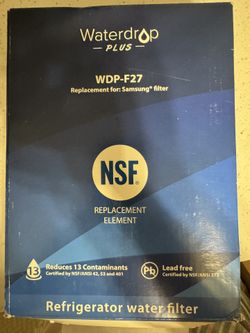 Waterdrop
PLUS
WDP-F27
Replacement for: Samsung® filter
NSF®
REPLACEMENT
ELEMENT
13
Reduces 13 Contaminants
Certified by NSF/ANSI 42, 53 and 401
Pb
Lead free
Certified by NSF/ANSI 372
Refrigerator water filter